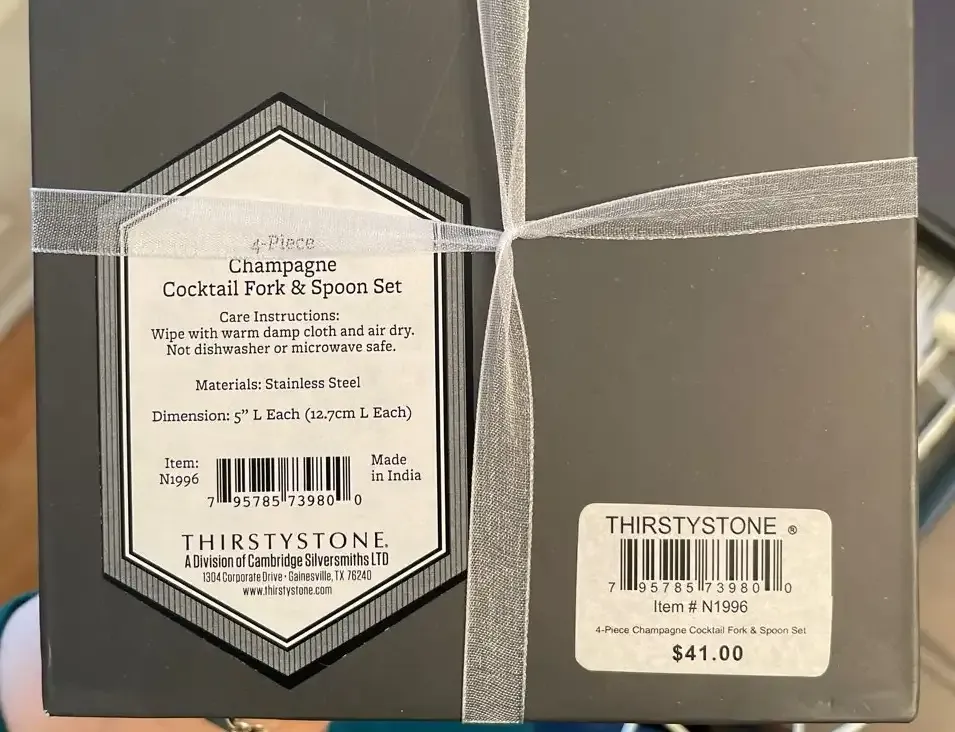 4-Piece
Champagne
Cocktail Fork & Spoon Set
Care Instructions:
Wipe with warm damp cloth and air dry.
Not dishwasher or microwave safe.
Materials: Stainless Steel
Dimension: 5” L Each (12.7cm L Each)
Item:
N1996
7 95785 73980 0
Made
in India
THIRSTYSTONE®
A Division of Cambridge Silversmiths LTD
1304 Corporate Drive · Gainesville, TX 76240
www.thirstystone.com
THIRSTYSTONE ®
7 95785 73980 0
Item # N1996
4-Piece Champagne Cocktail Fork & Spoon Set
$41.00